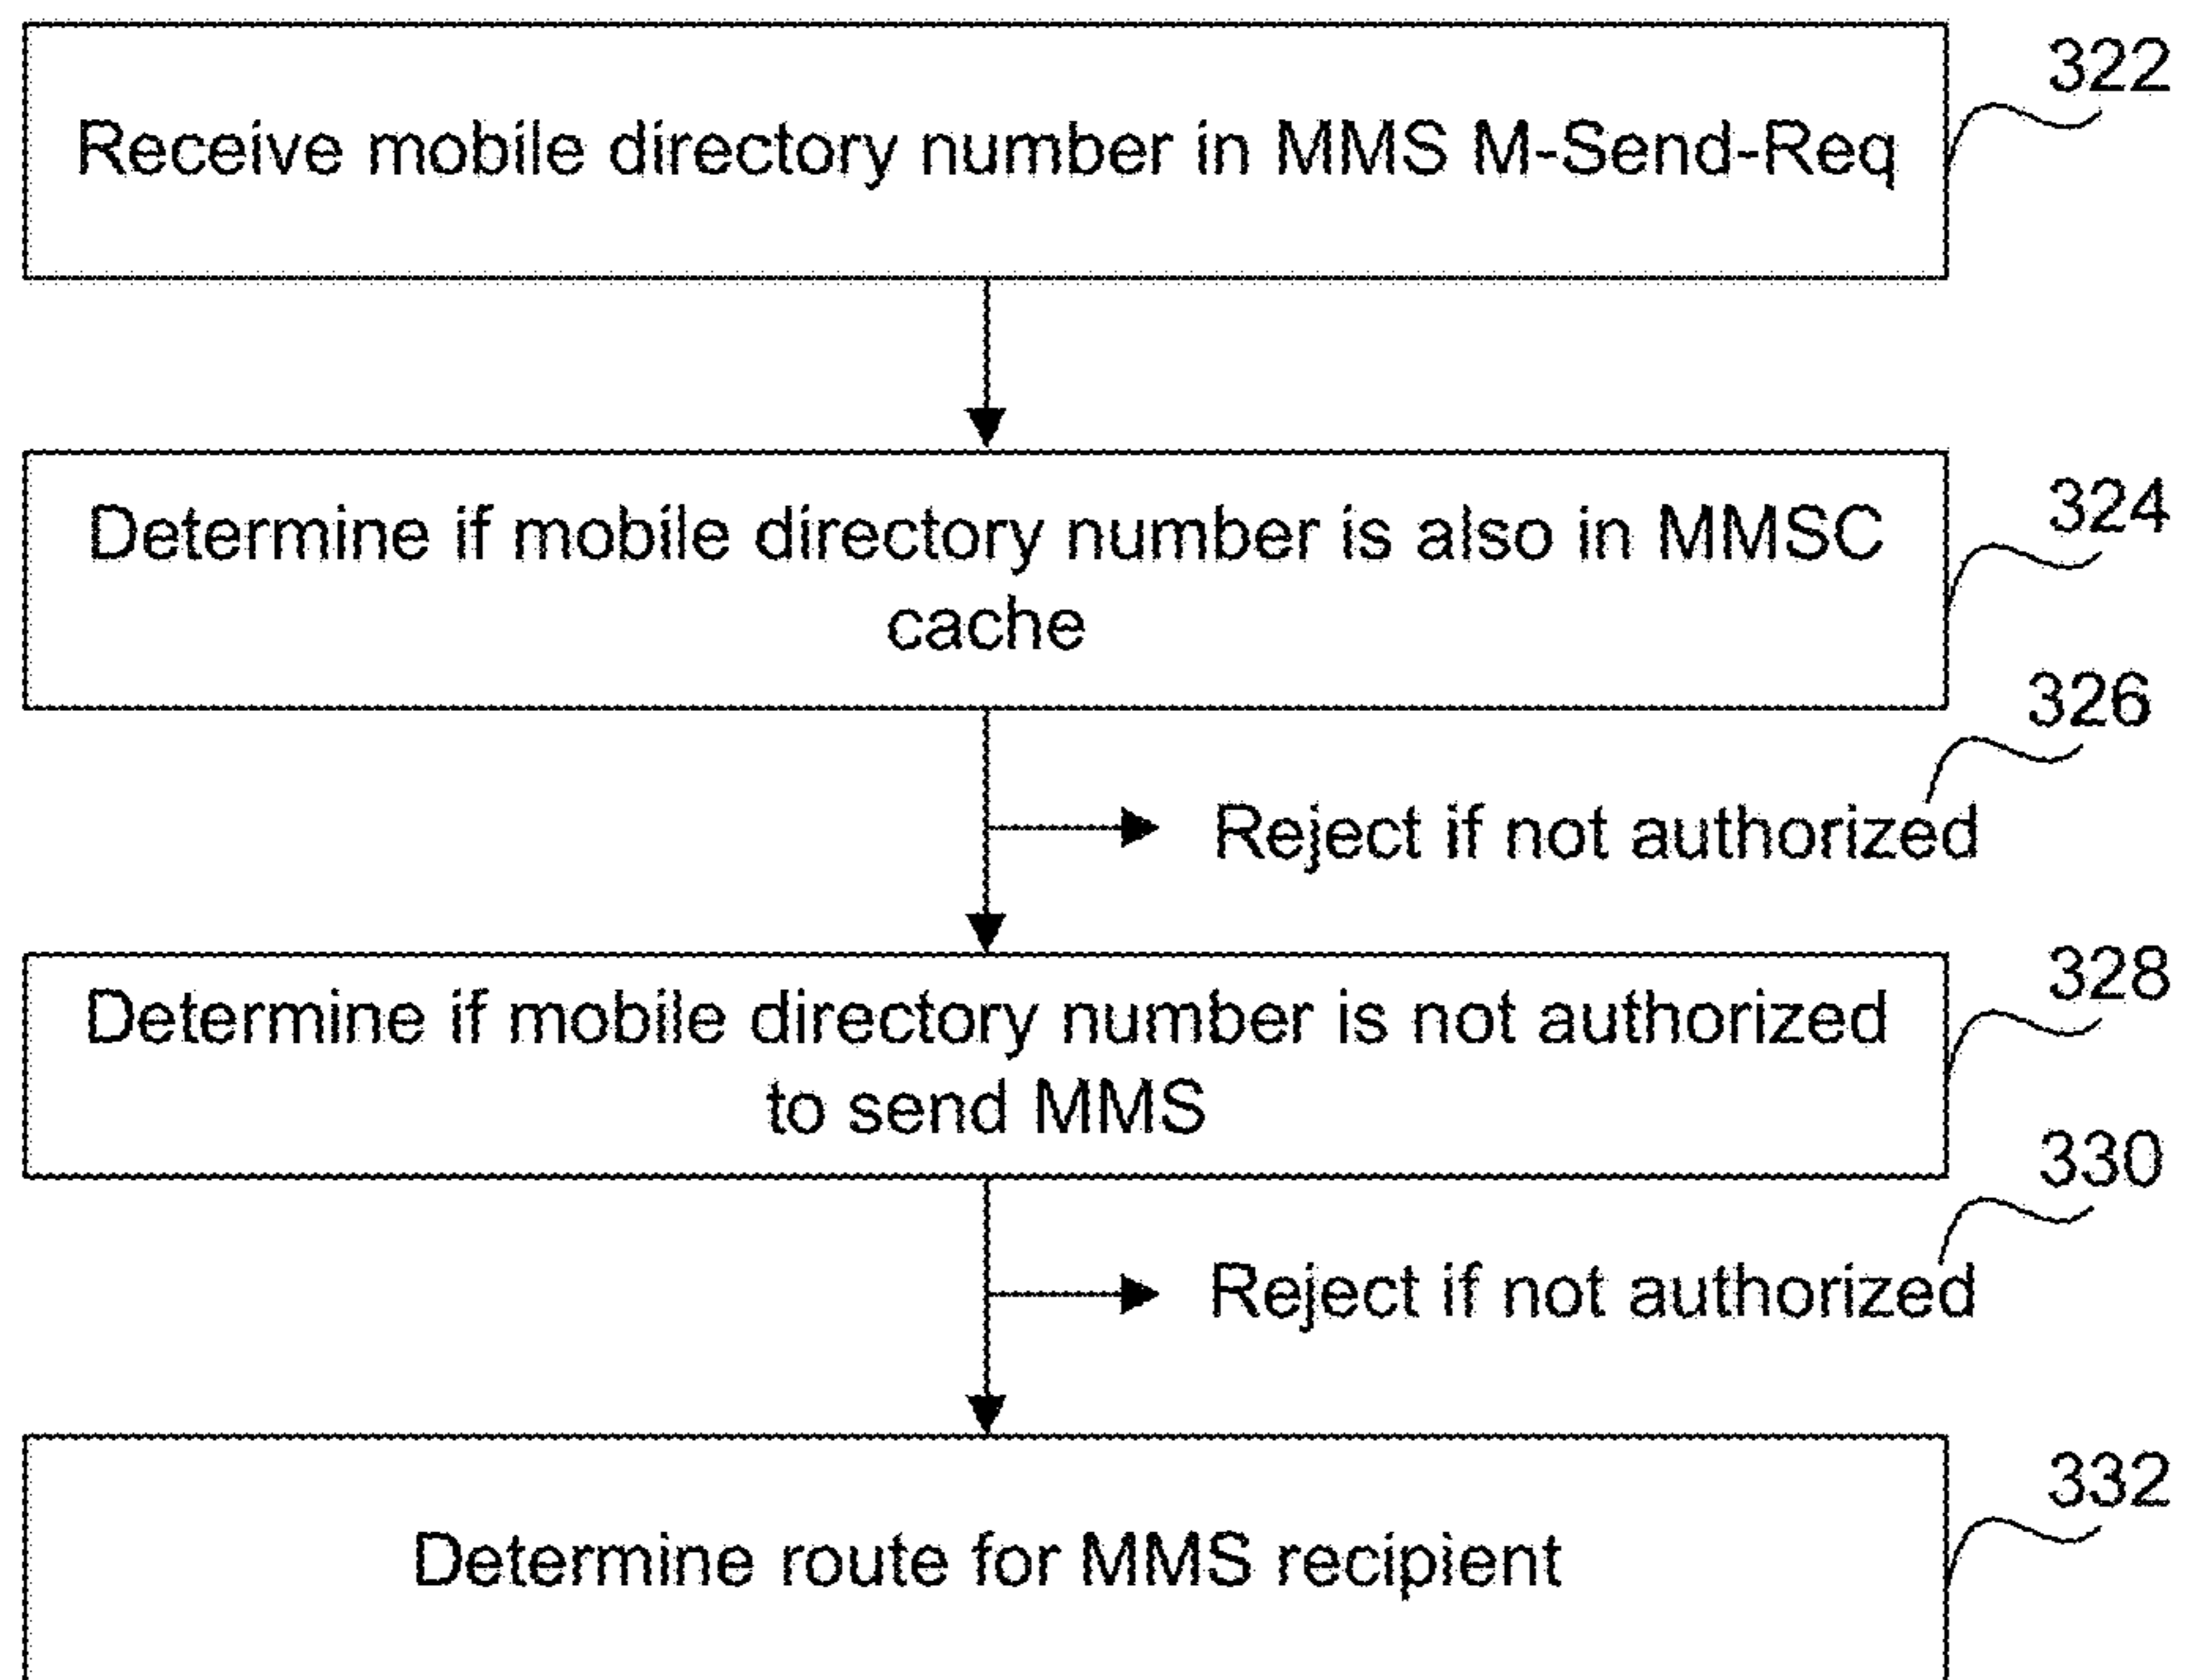 322
Receive mobile directory number in MMS M-Send-Req
324
Determine if mobile directory number is also in MMSC
cache
326
Reject if not authorized
328
Determine if mobile directory number is not authorized
to send MMS
330
Reject if not authorized
332
Determine route for MMS recipient